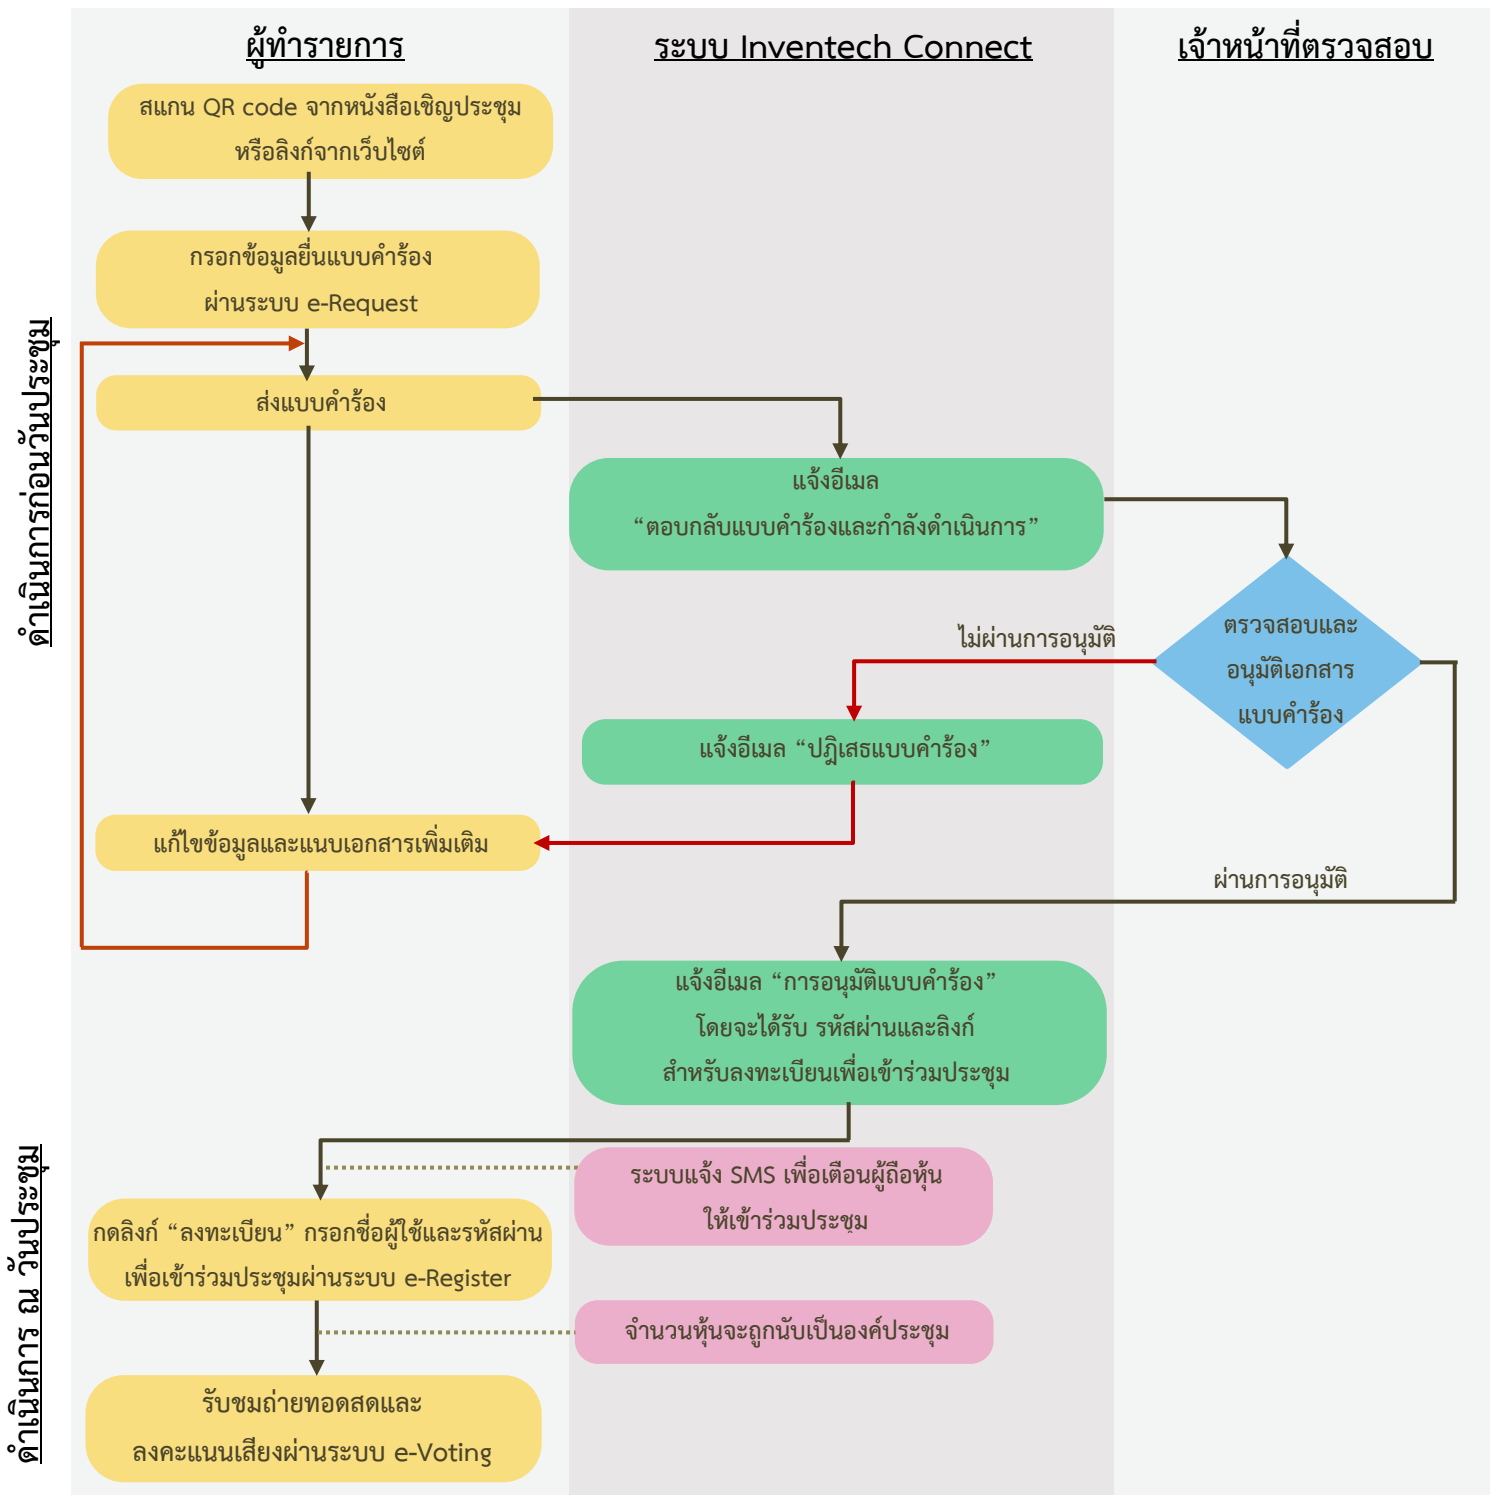 ผู้ทำรายการ
ระบบ Inventech Connect
เจ้าหน้าที่ตรวจสอบ
ดำเนินการก่อนวันประชุม
สแกน QR code จากหนังสือเชิญประชุม
หรือลิงก์จากเว็บไซต์
กรอกข้อมูลยื่นแบบคำร้อง
ผ่านระบบ e-Request
ส่งแบบคำร้อง
แจ้งอีเมล
“ตอบกลับแบบคำร้องและกำลังดำเนินการ”
ตรวจสอบและ
อนุมัติเอกสาร
แบบคำร้อง
ไม่ผ่านการอนุมัติ
แจ้งอีเมล “ปฎิเสธแบบคำร้อง”
แก้ไขข้อมูลและแนบเอกสารเพิ่มเติม
ผ่านการอนุมัติ
แจ้งอีเมล “การอนุมัติแบบคำร้อง”
โดยจะได้รับ รหัสผ่านและลิงก์
สำหรับลงทะเบียนเพื่อเข้าร่วมประชุม
ดำเนินการ ณ วันประชุม
ระบบแจ้ง SMS เพื่อเตือนผู้ถือหุ้น
ให้เข้าร่วมประชุม
กดลิงก์ “ลงทะเบียน” กรอกชื่อผู้ใช้และรหัสผ่าน
เพื่อเข้าร่วมประชุมผ่านระบบ e-Register
จำนวนหุ้นจะถูกนับเป็นองค์ประชุม
รับชมถ่ายทอดสดและ
ลงคะแนนเสียงผ่านระบบ e-Voting